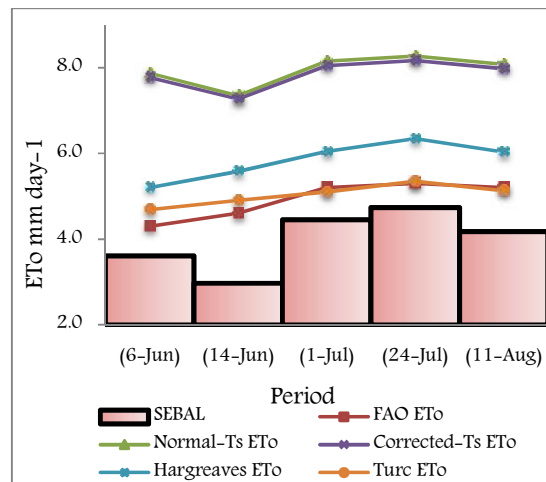 8.0
6.0
4.0
2.0
ETo mm day-1
(6-Jun) (14-Jun) (1-Jul) (24-Jul) (11-Aug)
Period
SEBAL FAO ETo
Normal-Ts ETo Corrected-Ts ETo
Hargreaves ETo Turc ETo